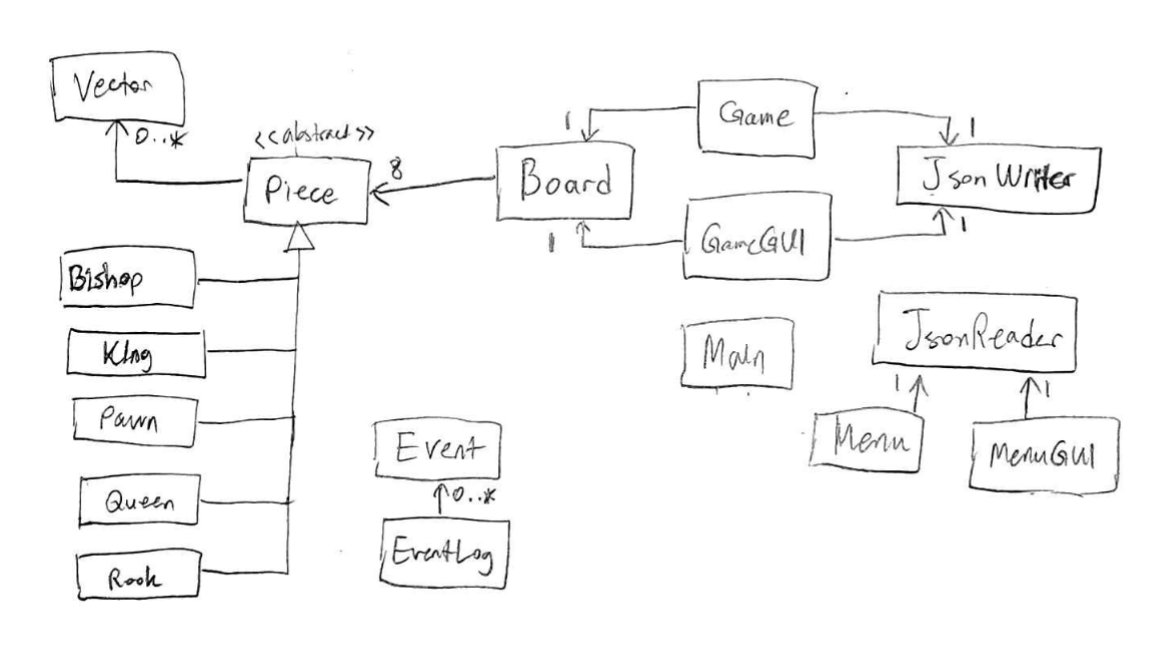 Vector
0..*
<<abstract>>
Piece
8
Board
1
1
Game
1
JsonWriter
GameGUI
1
Bishop
King
Pawn
Queen
Rook
Main
JsonReader
1
1
Menu
MenuGUI
Event
0..*
EventLog